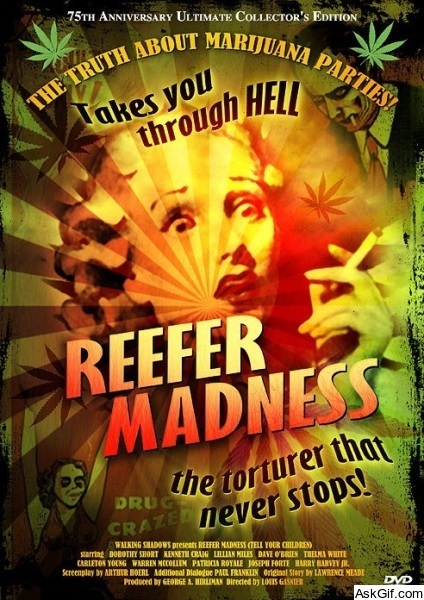 75TH ANNIVERSARY ULTIMATE COLLECTOR'S EDITION
THE TRUTH ABOUT MARIJUANA PARTIES!
Takes you
through HELL
REEFER
MADNESS
the torturer that
never stops!
DRUG
CRAZED
WALKING SHADOWS presents REEFER MADNESS (TELL YOUR CHILDREN)
starring DOROTHY SHORT KENNETH CRAIG LILLIAN MILES DAVE O'BRIEN THELMA WHITE
CARLETON YOUNG WARREN MCCOLLUM PATRICIA ROYALE JOSEPH FORTE HARRY HARVEY JR.
Screenplay by ARTHUR HOERL Additional Dialogue PAUL FRANKLIN Original Story by LAWRENCE MEADE
Produced by GEORGE A. HIRLIMAN Directed by LOUIS GASNIER
DVD
AskGif.com